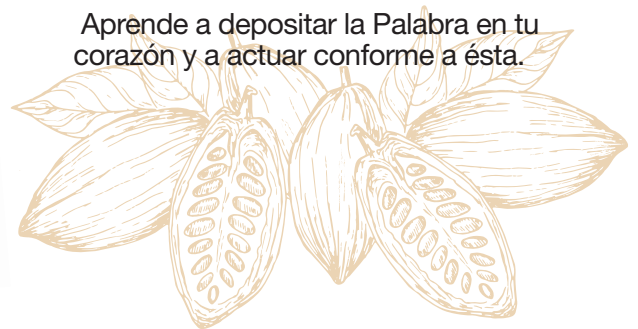 Aprende a depositar la Palabra en tu
corazón y a actuar conforme a ésta.